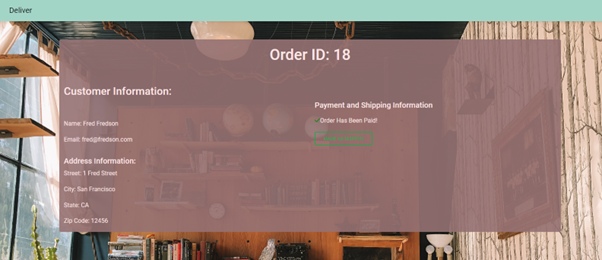 Deliver
Order ID: 18
Customer Information:
Payment and Shipping Information
Order Has Been Paid!
Name: Fred Fredson
Email: fred@fredson.com
Address Information:
Street: 1 Fred Street
City: San Francisco
State: CA
Zip Code: 12456